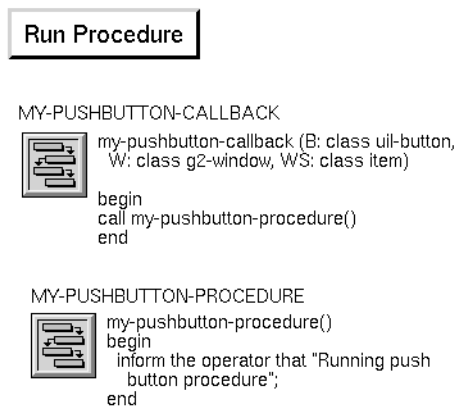 Run Procedure
MY-PUSHBUTTON-CALLBACK
my-pushbutton-callback (B: class uil-button,
W: class g2-window, WS: class item)
begin
call my-pushbutton-procedure()
end
MY-PUSHBUTTON-PROCEDURE
my-pushbutton-procedure()
begin
inform the operator that "Running push
button procedure";
end